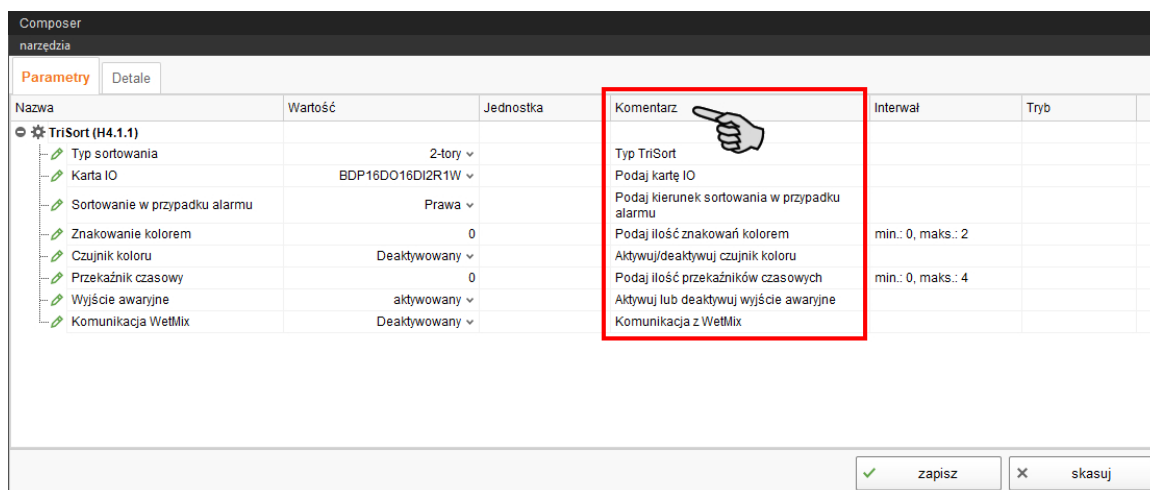 Composer
narzędzia
Parametry Detale
Nazwa Wartość Jednostka Komentarz Interwał Tryb
TriSort (H4.1.1)
Typ sortowania 2-tory Typ TriSort
Karta IO BDP16DO16DI2R1W Podaj kartę IO
Sortowanie w przypadku alarmu Prawa Podaj kierunek sortowania w przypadku
alarmu
Znakowanie kolorem 0 Podaj ilość znakowań kolorem min.: 0, maks.: 2
Czujnik koloru Deaktywowany Aktywuj/deaktywuj czujnik koloru
Przekaźnik czasowy 0 Podaj ilość przekaźników czasowych min.: 0, maks.: 4
Wyjście awaryjne aktywowany Aktywuj lub deaktywuj wyjście awaryjne
Komunikacja WetMix Deaktywowany Komunikacja z WetMix
zapisz skasuj